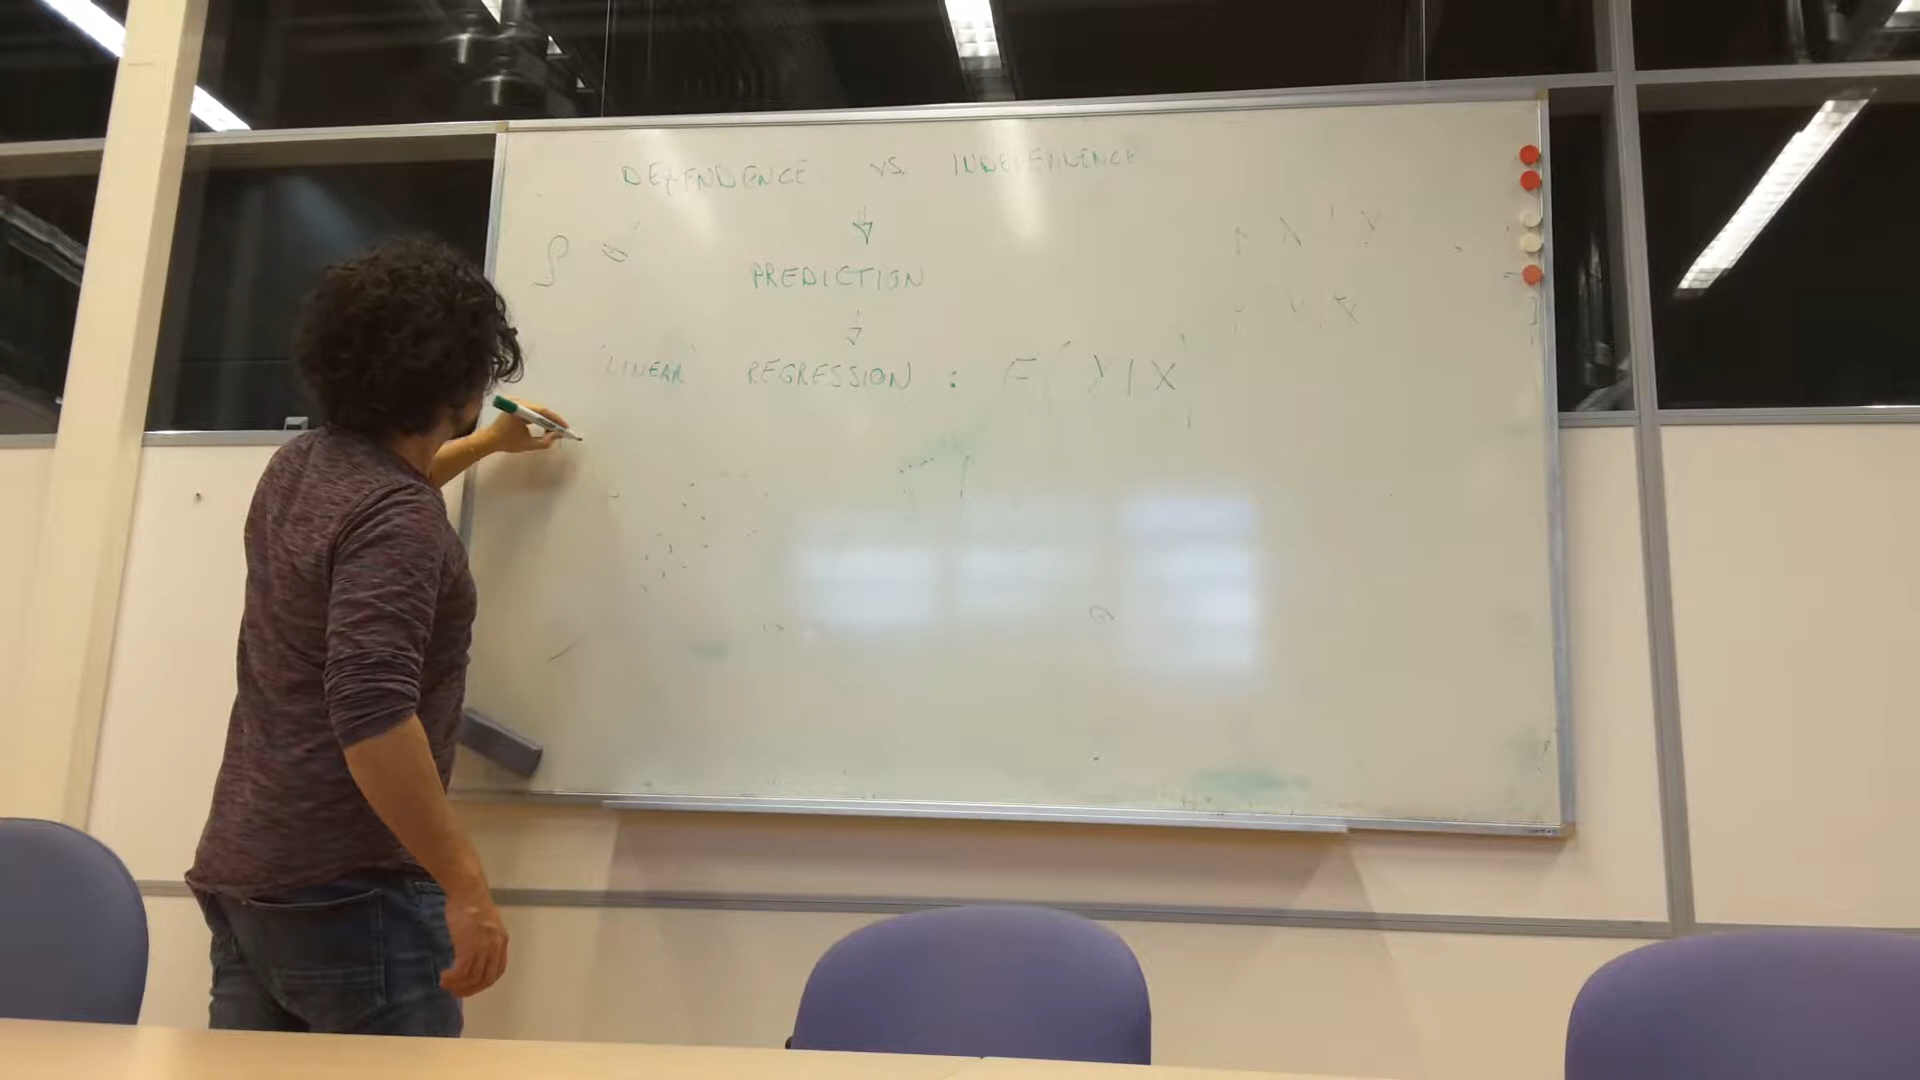 DEPENDENCE VS. INDEPENDENCE
PREDICTION
"LINEAR" REGRESSION : E(Y|X)